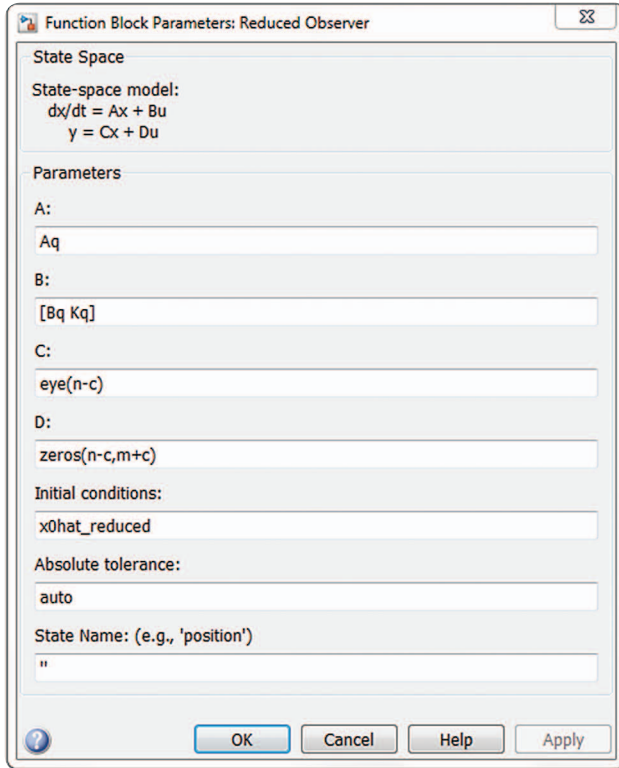 Function Block Parameters: Reduced Observer
State Space
State-space model:
dx/dt = Ax + Bu
y = Cx + Du
Parameters
A:
Aq
B:
[Bq Kq]
C:
eye(n-c)
D:
zeros(n-c,m+c)
Initial conditions:
x0hat_reduced
Absolute tolerance:
auto
State Name: (e.g., 'position')
''
? OK Cancel Help Apply